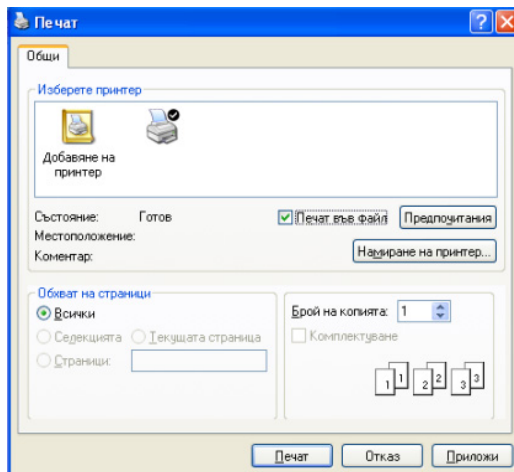 Печат
Общи
Изберете принтер
Добавяне на
принтер
Състояние: Готов
Печат във файл
Предпочитания
Местоположение:
Коментар:
Намиране на принтер...
Обхват на страници
Всички
Селекцията
Текущата страница
Страници:
Брой на копията: 1
Комплектуване
1 1 2 2 3 3
Печат
Отказ
Приложи